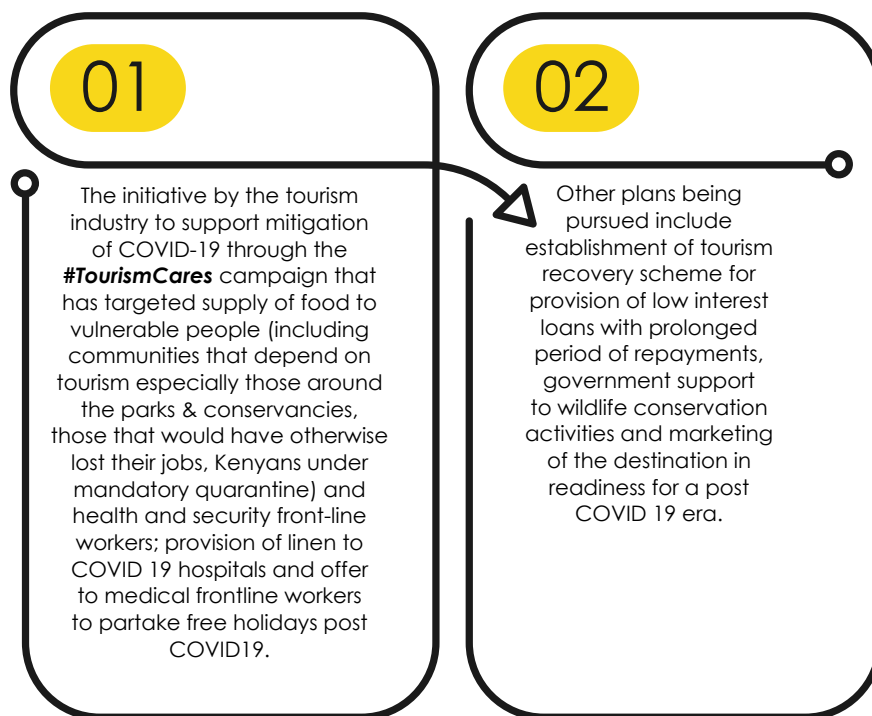 01
The initiative by the tourism
industry to support mitigation
of COVID-19 through the
#TourismCares campaign that
has targeted supply of food to
vulnerable people (including
communities that depend on
tourism especially those around
the parks & conservancies,
those that would have otherwise
lost their jobs, Kenyans under
mandatory quarantine) and
health and security front-line
workers; provision of linen to
COVID 19 hospitals and offer
to medical frontline workers
to partake free holidays post
COVID19.
02
Other plans being
pursued include
establishment of tourism
recovery scheme for
provision of low interest
loans with prolonged
period of repayments,
government support
to wildlife conservation
activities and marketing
of the destination in
readiness for a post
COVID 19 era.